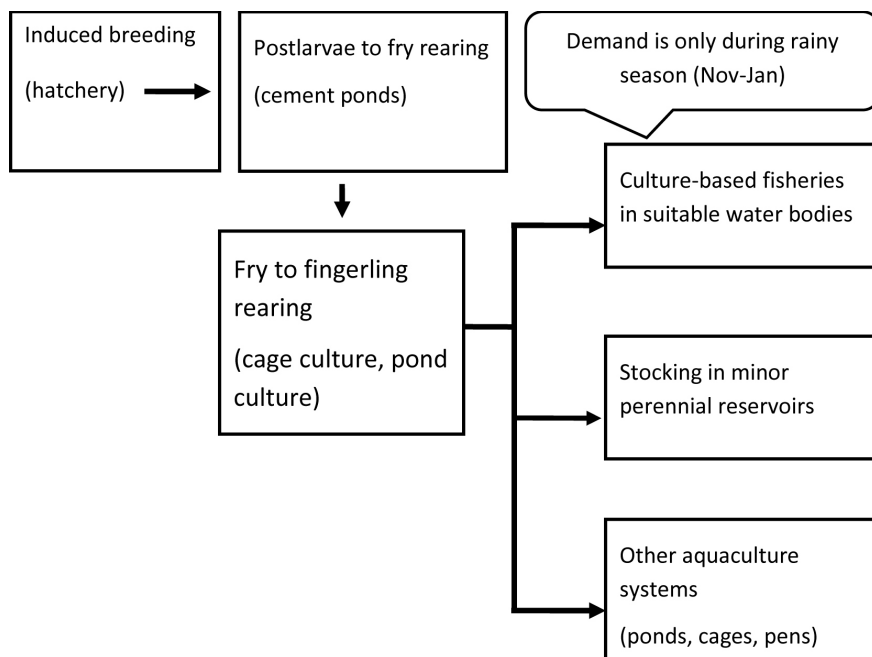 Induced breeding
(hatchery)
Postlarvae to fry rearing
(cement ponds)
Demand is only during rainy
season (Nov-Jan)
Culture-based fisheries
in suitable water bodies
Fry to fingerling
rearing
(cage culture, pond
culture)
Stocking in minor
perennial reservoirs
Other aquaculture
systems
(ponds, cages, pens)